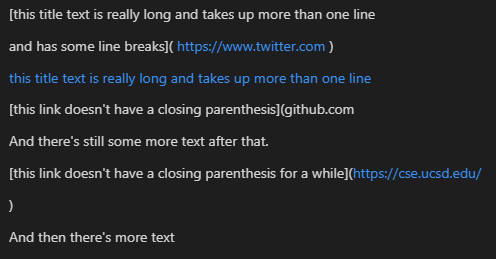 [this title text is really long and takes up more than one line
and has some line breaks]( https://www.twitter.com )
this title text is really long and takes up more than one line
[this link doesn't have a closing parenthesis](github.com
And there's still some more text after that.
[this link doesn't have a closing parenthesis for a while](https://cse.ucsd.edu/
)
And then there's more text